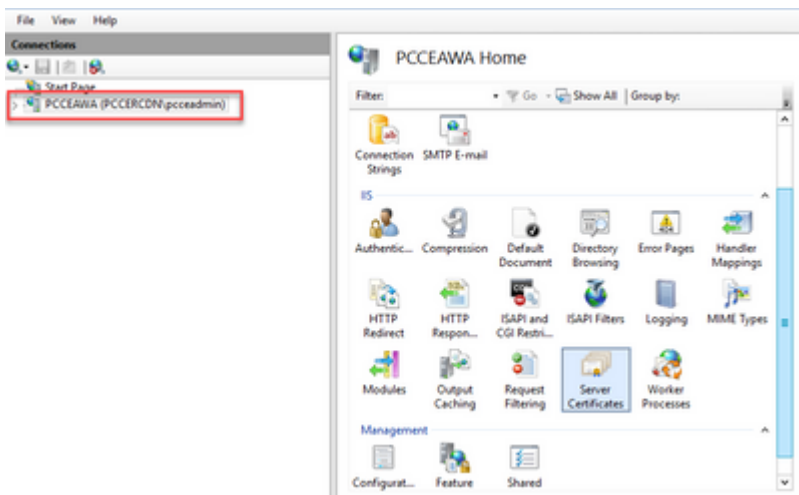 File View Help
Connections
Start Page
PCCEAWA (PCCERCDN\pcceadmin)
PCCEAWA Home
Filter: Go Show All Group by:
Connection Strings
SMTP E-mail
IIS
Authentic...
Compression
Default Document
Directory Browsing
Error Pages
Handler Mappings
HTTP Redirect
HTTP Respon...
ISAPI and CGI Restri...
ISAPI Filters
Logging
MIME Types
Modules
Output Caching
Request Filtering
Server Certificates
Worker Processes
Management
Configurat...
Feature
Shared